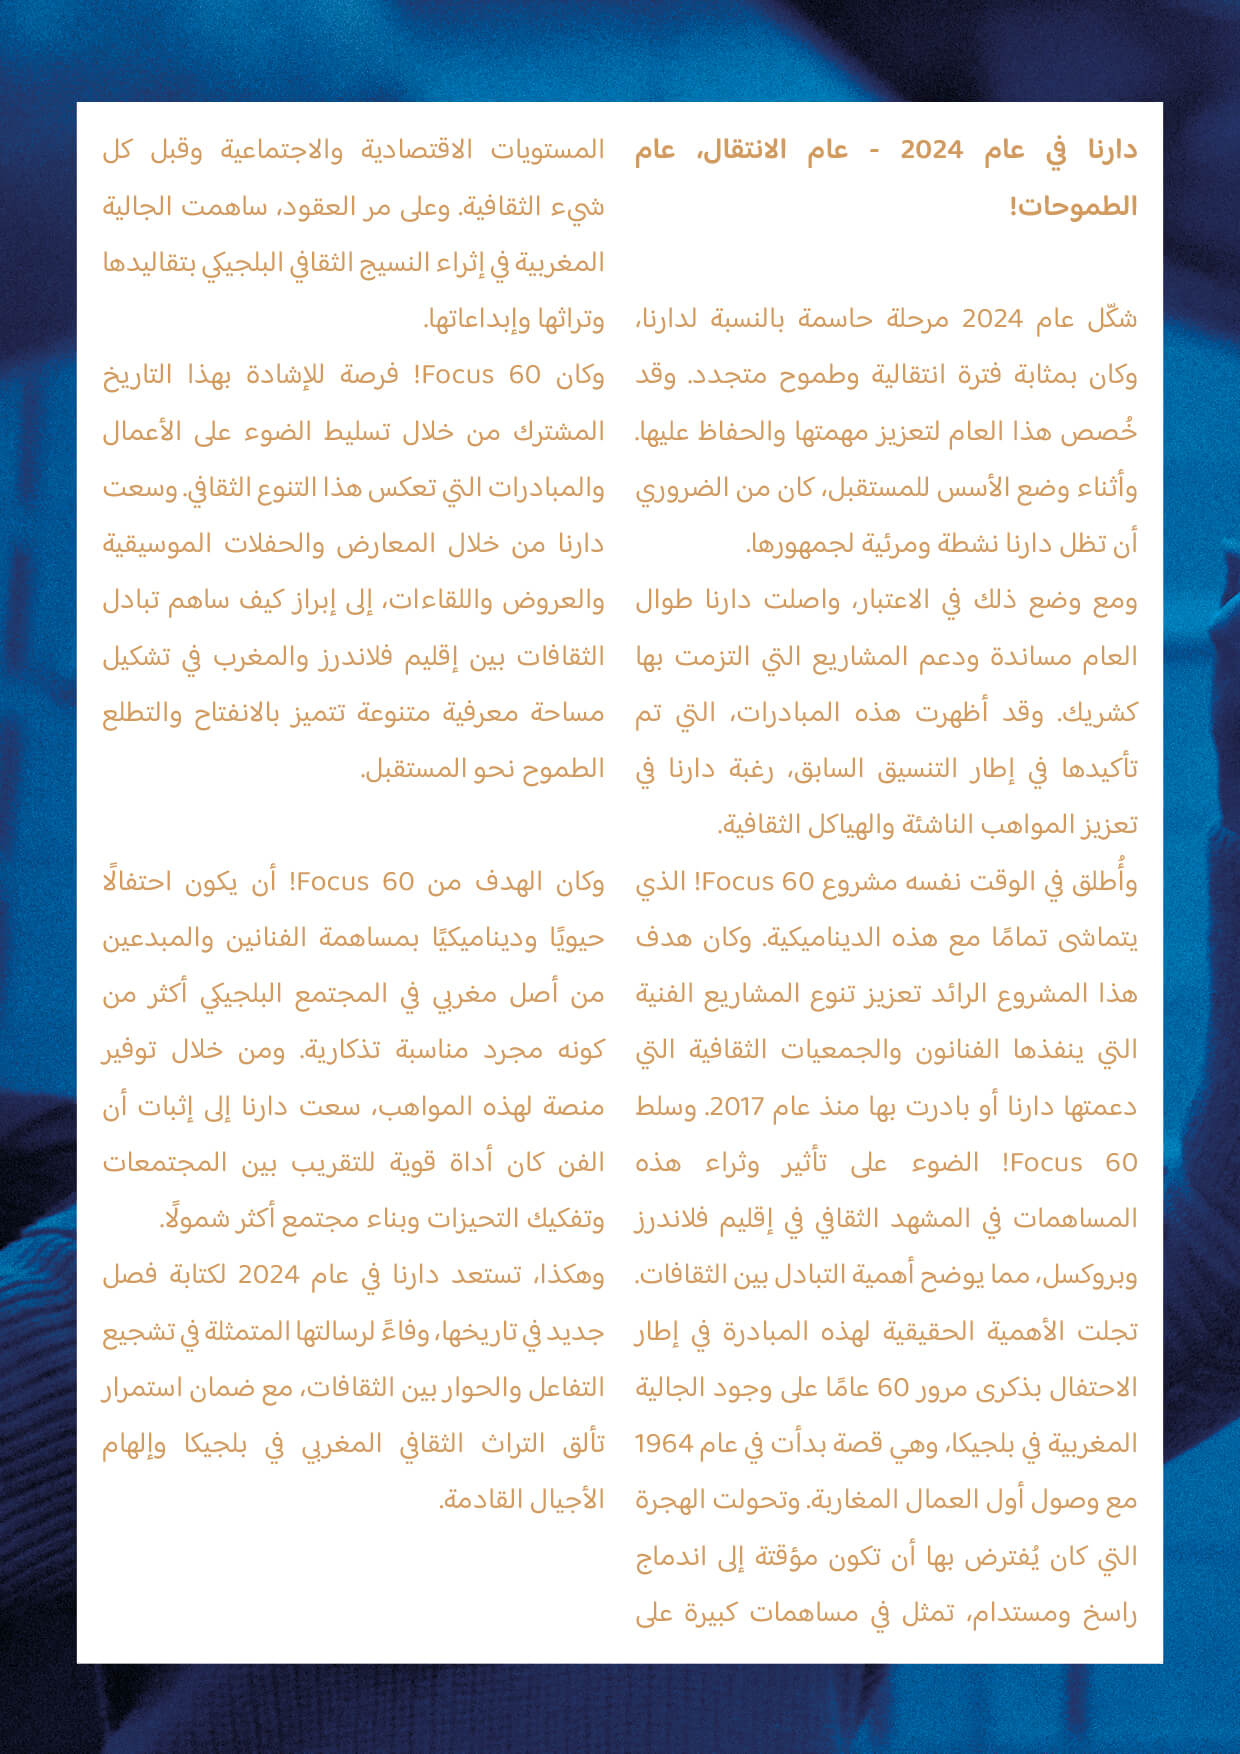 دارنا في عام 2024 - عام الانتقال، عام
الطموحات!
شكّل عام 2024 مرحلة حاسمة بالنسبة لدارنا،
وكان بمثابة فترة انتقالية وطموح متجدد. وقد
خُصص هذا العام لتعزيز مهمتها والحفاظ عليها.
وأثناء وضع الأسس للمستقبل، كان من الضروري
أن تظل دارنا نشطة ومرئية لجمهورها.
ومع وضع ذلك في الاعتبار، واصلت دارنا طوال
العام مساندة ودعم المشاريع التي التزمت بها
كشريك. وقد أظهرت هذه المبادرات، التي تم
تأكيدها في إطار التنسيق السابق، رغبة دارنا في
تعزيز المواهب الناشئة والهياكل الثقافية.
وأُطلق في الوقت نفسه مشروع Focus 60! الذي
يتماشى تمامًا مع هذه الديناميكية. وكان هدف
هذا المشروع الرائد تعزيز تنوع المشاريع الفنية
التي ينفذها الفنانون والجمعيات الثقافية التي
دعمتها دارنا أو بادرت بها منذ عام 2017. وسلط
Focus 60! الضوء على تأثير وثراء هذه
المساهمات في المشهد الثقافي في إقليم فلاندرز
وبروكسل، مما يوضح أهمية التبادل بين الثقافات.
تجلت الأهمية الحقيقية لهذه المبادرة في إطار
الاحتفال بذكرى مرور 60 عامًا على وجود الجالية
المغربية في بلجيكا، وهي قصة بدأت في عام 1964
مع وصول أول العمال المغاربة. وتحولت الهجرة
التي كان يُفترض بها أن تكون مؤقتة إلى اندماج
راسخ ومستدام، تمثل في مساهمات كبيرة على
المستويات الاقتصادية والاجتماعية وقبل كل
شيء الثقافية. وعلى مر العقود، ساهمت الجالية
المغربية في إثراء النسيج الثقافي البلجيكي بتقاليدها
وتراثها وإبداعاتها.
وكان Focus 60! فرصة للإشادة بهذا التاريخ
المشترك من خلال تسليط الضوء على الأعمال
والمبادرات التي تعكس هذا التنوع الثقافي. وسعت
دارنا من خلال المعارض والحفلات الموسيقية
والعروض واللقاءات، إلى إبراز كيف ساهم تبادل
الثقافات بين إقليم فلاندرز والمغرب في تشكيل
مساحة معرفية متنوعة تتميز بالانفتاح والتطلع
الطموح نحو المستقبل.
وكان الهدف من Focus 60! أن يكون احتفالًا
حيويًا وديناميكيًا بمساهمة الفنانين والمبدعين
من أصل مغربي في المجتمع البلجيكي أكثر من
كونه مجرد مناسبة تذكارية. ومن خلال توفير
منصة لهذه المواهب، سعت دارنا إلى إثبات أن
الفن كان أداة قوية للتقريب بين المجتمعات
وتفكيك التحيزات وبناء مجتمع أكثر شمولًا.
وهكذا، تستعد دارنا في عام 2024 لكتابة فصل
جديد في تاريخها، وفاءً لرسالتها المتمثلة في تشجيع
التفاعل والحوار بين الثقافات، مع ضمان استمرار
تألق التراث الثقافي المغربي في بلجيكا وإلهام
الأجيال القادمة.